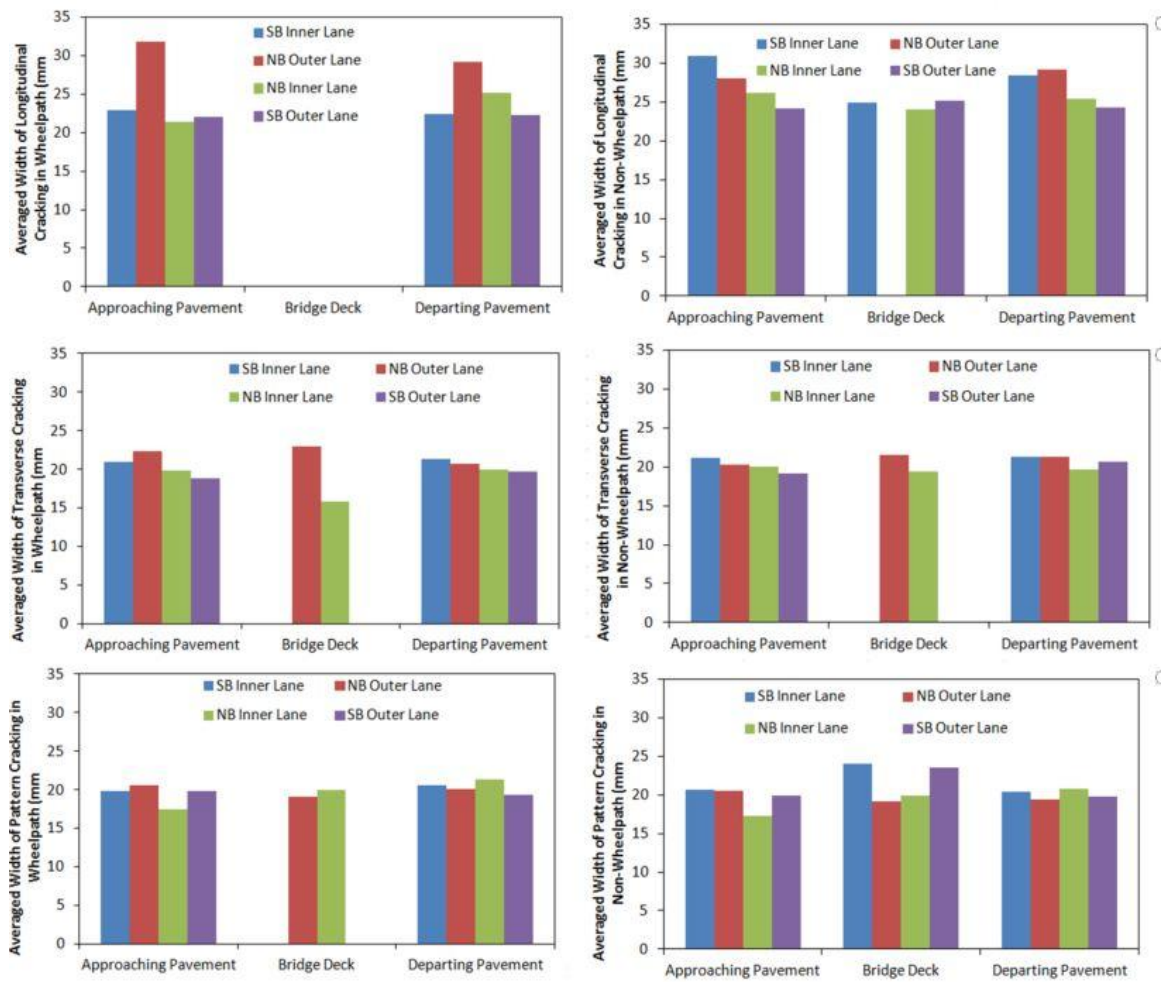 Averaged Width of Longitudinal
Cracking in Wheelpath (mm
35
30
25
20
15
10
5
0
SB Inner Lane
NB Outer Lane
NB Inner Lane
SB Outer Lane
Approaching Pavement
Bridge Deck
Departing Pavement
Averaged Width of Longitudinal
Cracking in Non-Wheelpath (mm
35
30
25
20
15
10
5
0
SB Inner Lane
NB Outer Lane
NB Inner Lane
SB Outer Lane
Approaching Pavement
Bridge Deck
Departing Pavement
Averaged Width of Transverse Cracking
in Wheelpath (mm
35
30
25
20
15
10
5
0
SB Inner Lane
NB Outer Lane
NB Inner Lane
SB Outer Lane
Approaching Pavement
Bridge Deck
Departing Pavement
Averaged Width of Transverse Cracking
in Non-Wheelpath (mm
35
30
25
20
15
10
5
0
SB Inner Lane
NB Outer Lane
NB Inner Lane
SB Outer Lane
Approaching Pavement
Bridge Deck
Departing Pavement
Averaged Width of Pattern Cracking in
Wheelpath (mm
35
30
25
20
15
10
5
0
SB Inner Lane
NB Outer Lane
NB Inner Lane
SB Outer Lane
Approaching Pavement
Bridge Deck
Departing Pavement
Averaged Width of Pattern Cracking in
Non-Wheelpath (mm
35
30
25
20
15
10
5
0
SB Inner Lane
NB Outer Lane
NB Inner Lane
SB Outer Lane
Approaching Pavement
Bridge Deck
Departing Pavement